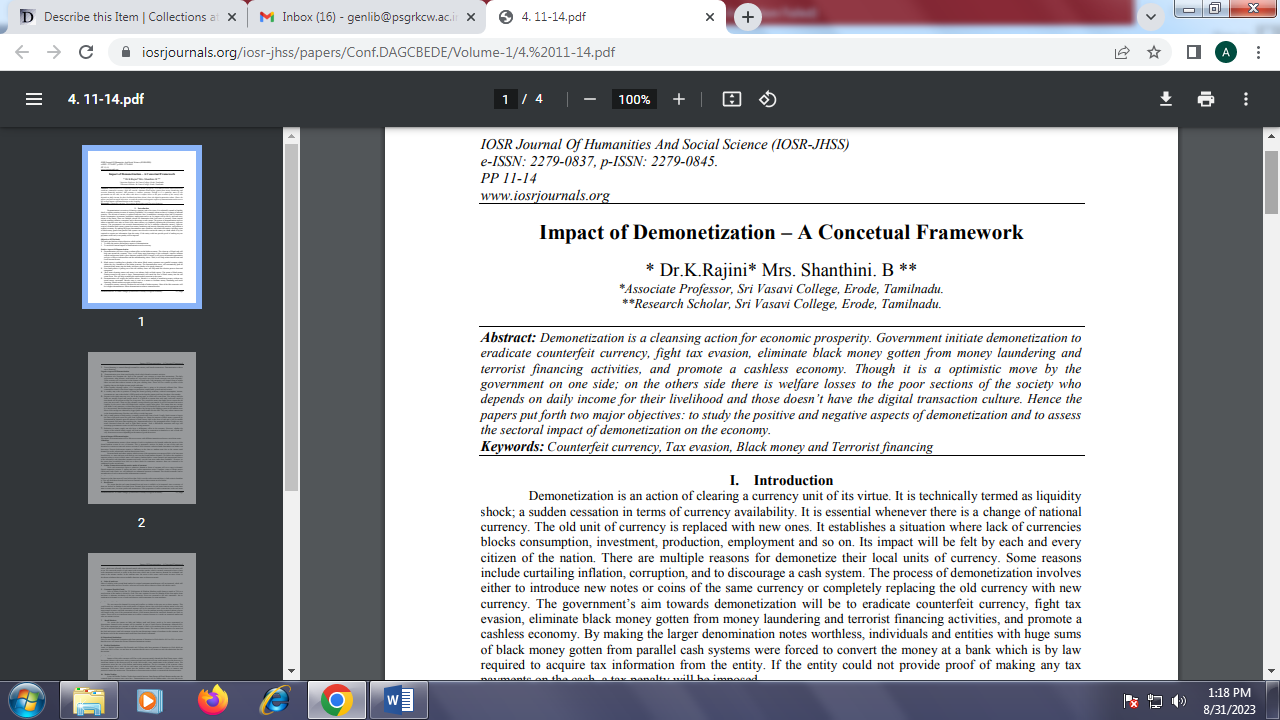 Describe this Item | Collections at
Inbox (16) - genlib@psgrkcw.ac.i
4. 11-14.pdf
iosrjournals.org/iosr-jhss/papers/Conf.DAGCBEDE/Volume-1/4.%2011-14.pdf
A
4. 11-14.pdf
1 / 4
100%
IOSR Journal Of Humanities And Social Science (IOSR-JHSS)
e-ISSN: 2279-0837, p-ISSN: 2279-0845.
PP 11-14
www.iosrjournals.org
Impact of Demonetization – A Concetual Framework
* Dr.K.Rajini* Mrs. Shanthini. B **
*Associate Professor, Sri Vasavi College, Erode, Tamilnadu.
**Research Scholar, Sri Vasavi College, Erode, Tamilnadu.
Abstract: Demonetization is a cleansing action for economic prosperity. Government initiate demonetization to
eradicate counterfeit currency, fight tax evasion, eliminate black money gotten from money laundering and
terrorist financing activities, and promote a cashless economy. Though it is a optimistic move by the
government on one side; on the others side there is welfare losses to the poor sections of the society who
depends on daily income for their livelihood and those doesn't have the digital transaction culture. Hence the
papers put forth two major objectives: to study the positive and negative aspects of demonetization and to assess
the sectoral impact of demonetization on the economy.
Keywords: Counterfeit currency, Tax evasion, Black money and Terrorist financing
I. Introduction
Demonetization is an action of clearing a currency unit of its virtue. It is technically termed as liquidity
shock; a sudden cessation in terms of currency availability. It is essential whenever there is a change of national
currency. The old unit of currency is replaced with new ones. It establishes a situation where lack of currencies
blocks consumption, investment, production, employment and so on. Its impact will be felt by each and every
citizen of the nation. There are multiple reasons for demonetize their local units of currency. Some reasons
include curtailing inflation, corruption, and to discourage a cash system. The process of demonetization involves
either to introduce new notes or coins of the same currency or completely replacing the old currency with new
currency. The government's aim towards demonetization will be to eradicate counterfeit currency, fight tax
evasion, eliminate black money gotten from money laundering and terrorist financing activities, and promote a
cashless economy. By making the larger denomination notes worthless, individuals and entities with huge sums
of black money gotten from parallel cash systems were forced to convert the money at a bank which is by law
required to acquire tax information from the entity. If the entity could not provide proof of making any tax
payments on the cash, a tax penalty will be imposed.
1
2
1:18 PM
8/31/2023